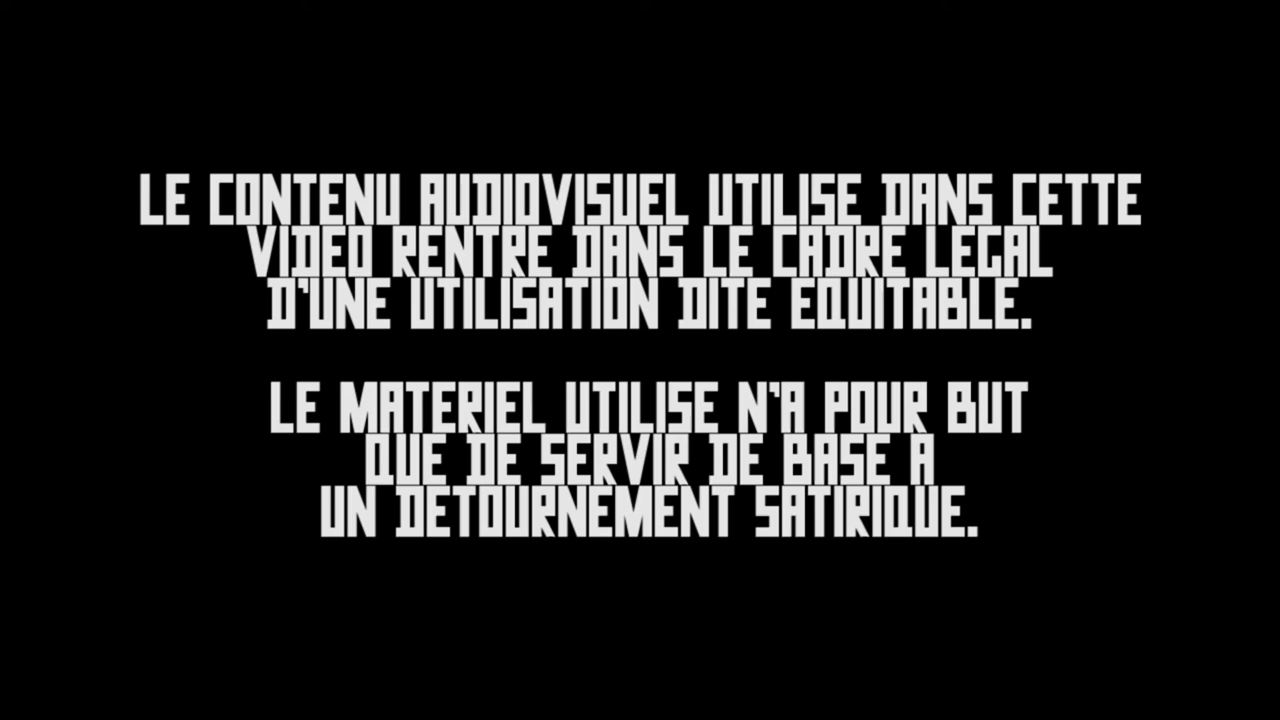 LE CONTENU AUDIOVISUEL UTILISE DANS CETTE
VIDEO RENTRE DANS LE CADRE LEGAL
D'UNE UTILISATION DITE EQUITABLE.
LE MATERIEL UTILISE N'A POUR BUT
QUE DE SERVIR DE BASE A
UN DETOURNEMENT SATIRIQUE.